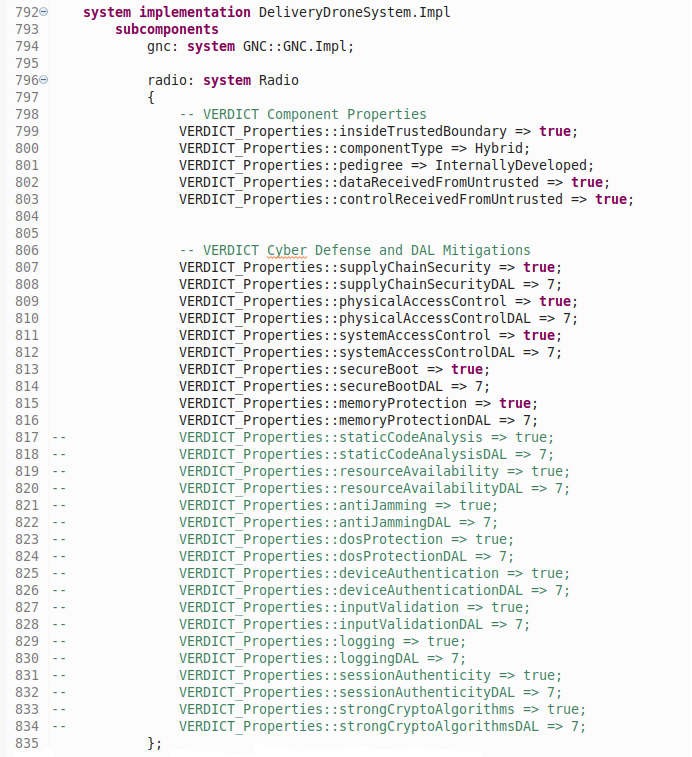 792 system implementation DeliveryDroneSystem.Impl
793 subcomponents
794 gnc: system GNC::GNC.Impl;
795
796 radio: system Radio
797 {
798 -- VERDICT Component Properties
799 VERDICT_Properties::insideTrustedBoundary => true;
800 VERDICT_Properties::componentType => Hybrid;
801 VERDICT_Properties::pedigree => InternallyDeveloped;
802 VERDICT_Properties::dataReceivedFromUntrusted => true;
803 VERDICT_Properties::controlReceivedFromUntrusted => true;
804
805
806 -- VERDICT Cyber Defense and DAL Mitigations
807 VERDICT_Properties::supplyChainSecurity => true;
808 VERDICT_Properties::supplyChainSecurityDAL => 7;
809 VERDICT_Properties::physicalAccessControl => true;
810 VERDICT_Properties::physicalAccessControlDAL => 7;
811 VERDICT_Properties::systemAccessControl => true;
812 VERDICT_Properties::systemAccessControlDAL => 7;
813 VERDICT_Properties::secureBoot => true;
814 VERDICT_Properties::secureBootDAL => 7;
815 VERDICT_Properties::memoryProtection => true;
816 VERDICT_Properties::memoryProtectionDAL => 7;
817 -- VERDICT_Properties::staticCodeAnalysis => true;
818 -- VERDICT_Properties::staticCodeAnalysisDAL => 7;
819 -- VERDICT_Properties::resourceAvailability => true;
820 -- VERDICT_Properties::resourceAvailabilityDAL => 7;
821 -- VERDICT_Properties::antiJamming => true;
822 -- VERDICT_Properties::antiJammingDAL => 7;
823 -- VERDICT_Properties::dosProtection => true;
824 -- VERDICT_Properties::dosProtectionDAL => 7;
825 -- VERDICT_Properties::deviceAuthentication => true;
826 -- VERDICT_Properties::deviceAuthenticationDAL => 7;
827 -- VERDICT_Properties::inputValidation => true;
828 -- VERDICT_Properties::inputValidationDAL => 7;
829 -- VERDICT_Properties::logging => true;
830 -- VERDICT_Properties::loggingDAL => 7;
831 -- VERDICT_Properties::sessionAuthenticity => true;
832 -- VERDICT_Properties::sessionAuthenticityDAL => 7;
833 -- VERDICT_Properties::strongCryptoAlgorithms => true;
834 -- VERDICT_Properties::strongCryptoAlgorithmsDAL => 7;
835 };